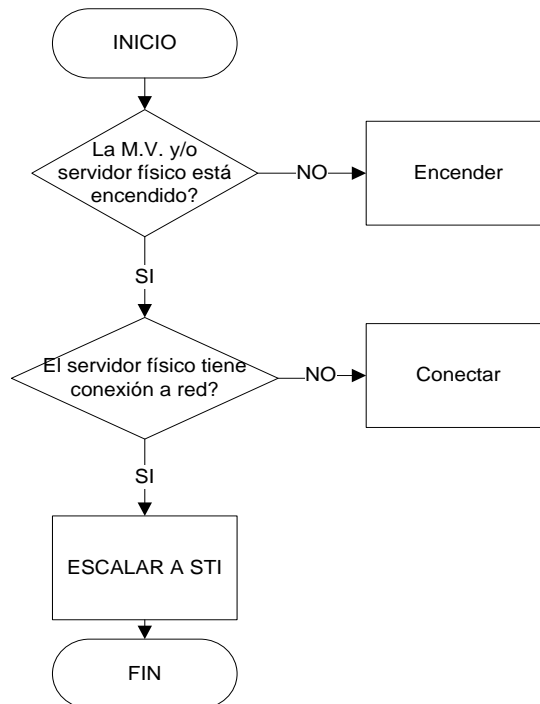 INICIO
La M.V. y/o
servidor físico está
encendido?
NO
Encender
SI
El servidor físico tiene
conexión a red?
NO
Conectar
SI
ESCALAR A STI
FIN